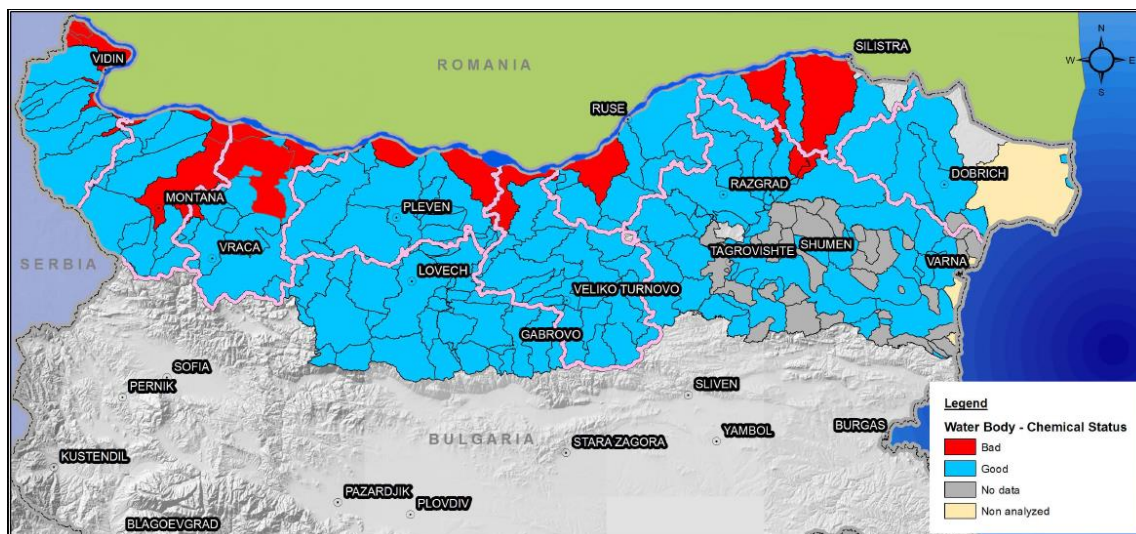 VIDIN
ROMANIA
SILISTRA
N
W
E
S
RUSE
MONTANA
RAZGRAD
DOBRICH
PLEVEN
VRACA
TAGROVISHTE
SHUMEN
VARNA
SERBIA
LOVECH
VELIKO TURNOVO
GABROVO
SOFIA
PERNIK
SLIVEN
BULGARIA
STARA ZAGORA
YAMBOL
BURGAS
KUSTENDIL
PAZARDJIK
PLOVDIV
BLAGOEVGRAD
Legend
Water Body - Chemical Status
Bad
Good
No data
Non analyzed